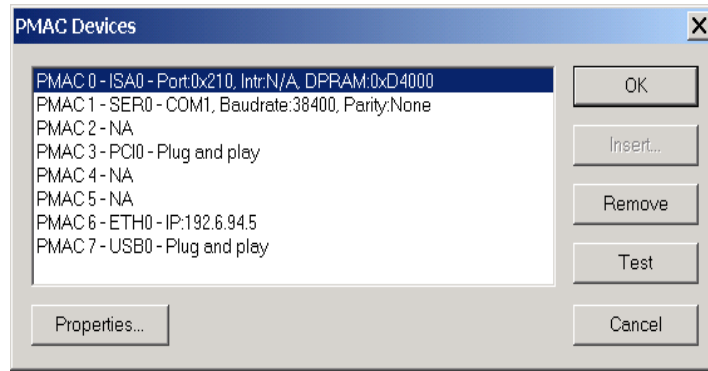 PMAC Devices
PMAC 0 - ISA0 - Port:0x210, Intr:N/A, DPRAM:0xD4000
PMAC 1 - SER0 - COM1, Baudrate:38400, Parity:None
PMAC 2 - NA
PMAC 3 - PCI0 - Plug and play
PMAC 4 - NA
PMAC 5 - NA
PMAC 6 - ETH0 - IP:192.6.94.5
PMAC 7 - USB0 - Plug and play
OK
Insert...
Remove
Test
Properties...
Cancel